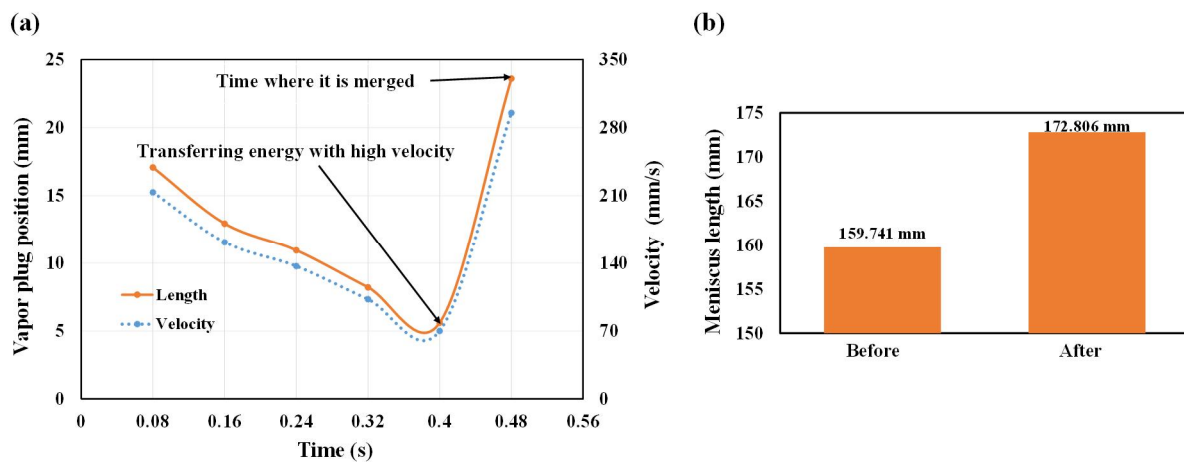 (a)
25
20
15
10
5
0
Vapor plug position (mm)
350
280
210
140
70
0
Velocity (mm/s)
Time where it is merged
Transferring energy with high velocity
Length
Velocity
0 0.08 0.16 0.24 0.32 0.4 0.48 0.56
Time (s)
(b)
175
170
165
160
155
150
Meniscus length (mm)
159.741 mm
172.806 mm
Before After